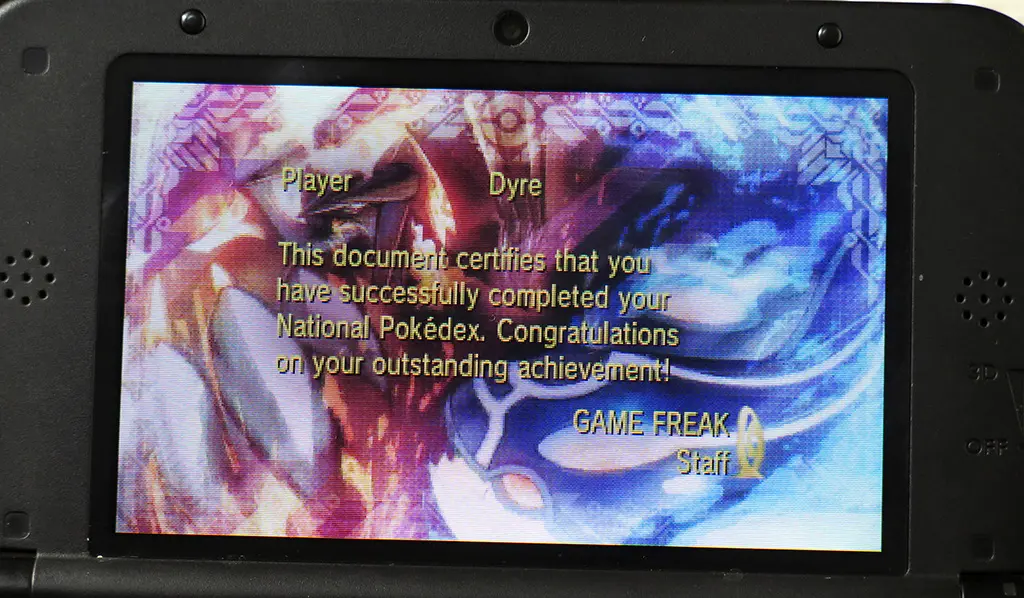 Player Dyre
This document certifies that you
have successfully completed your
National Pokédex. Congratulations
on your outstanding achievement!
GAME FREAK
Staff
3D
OFF